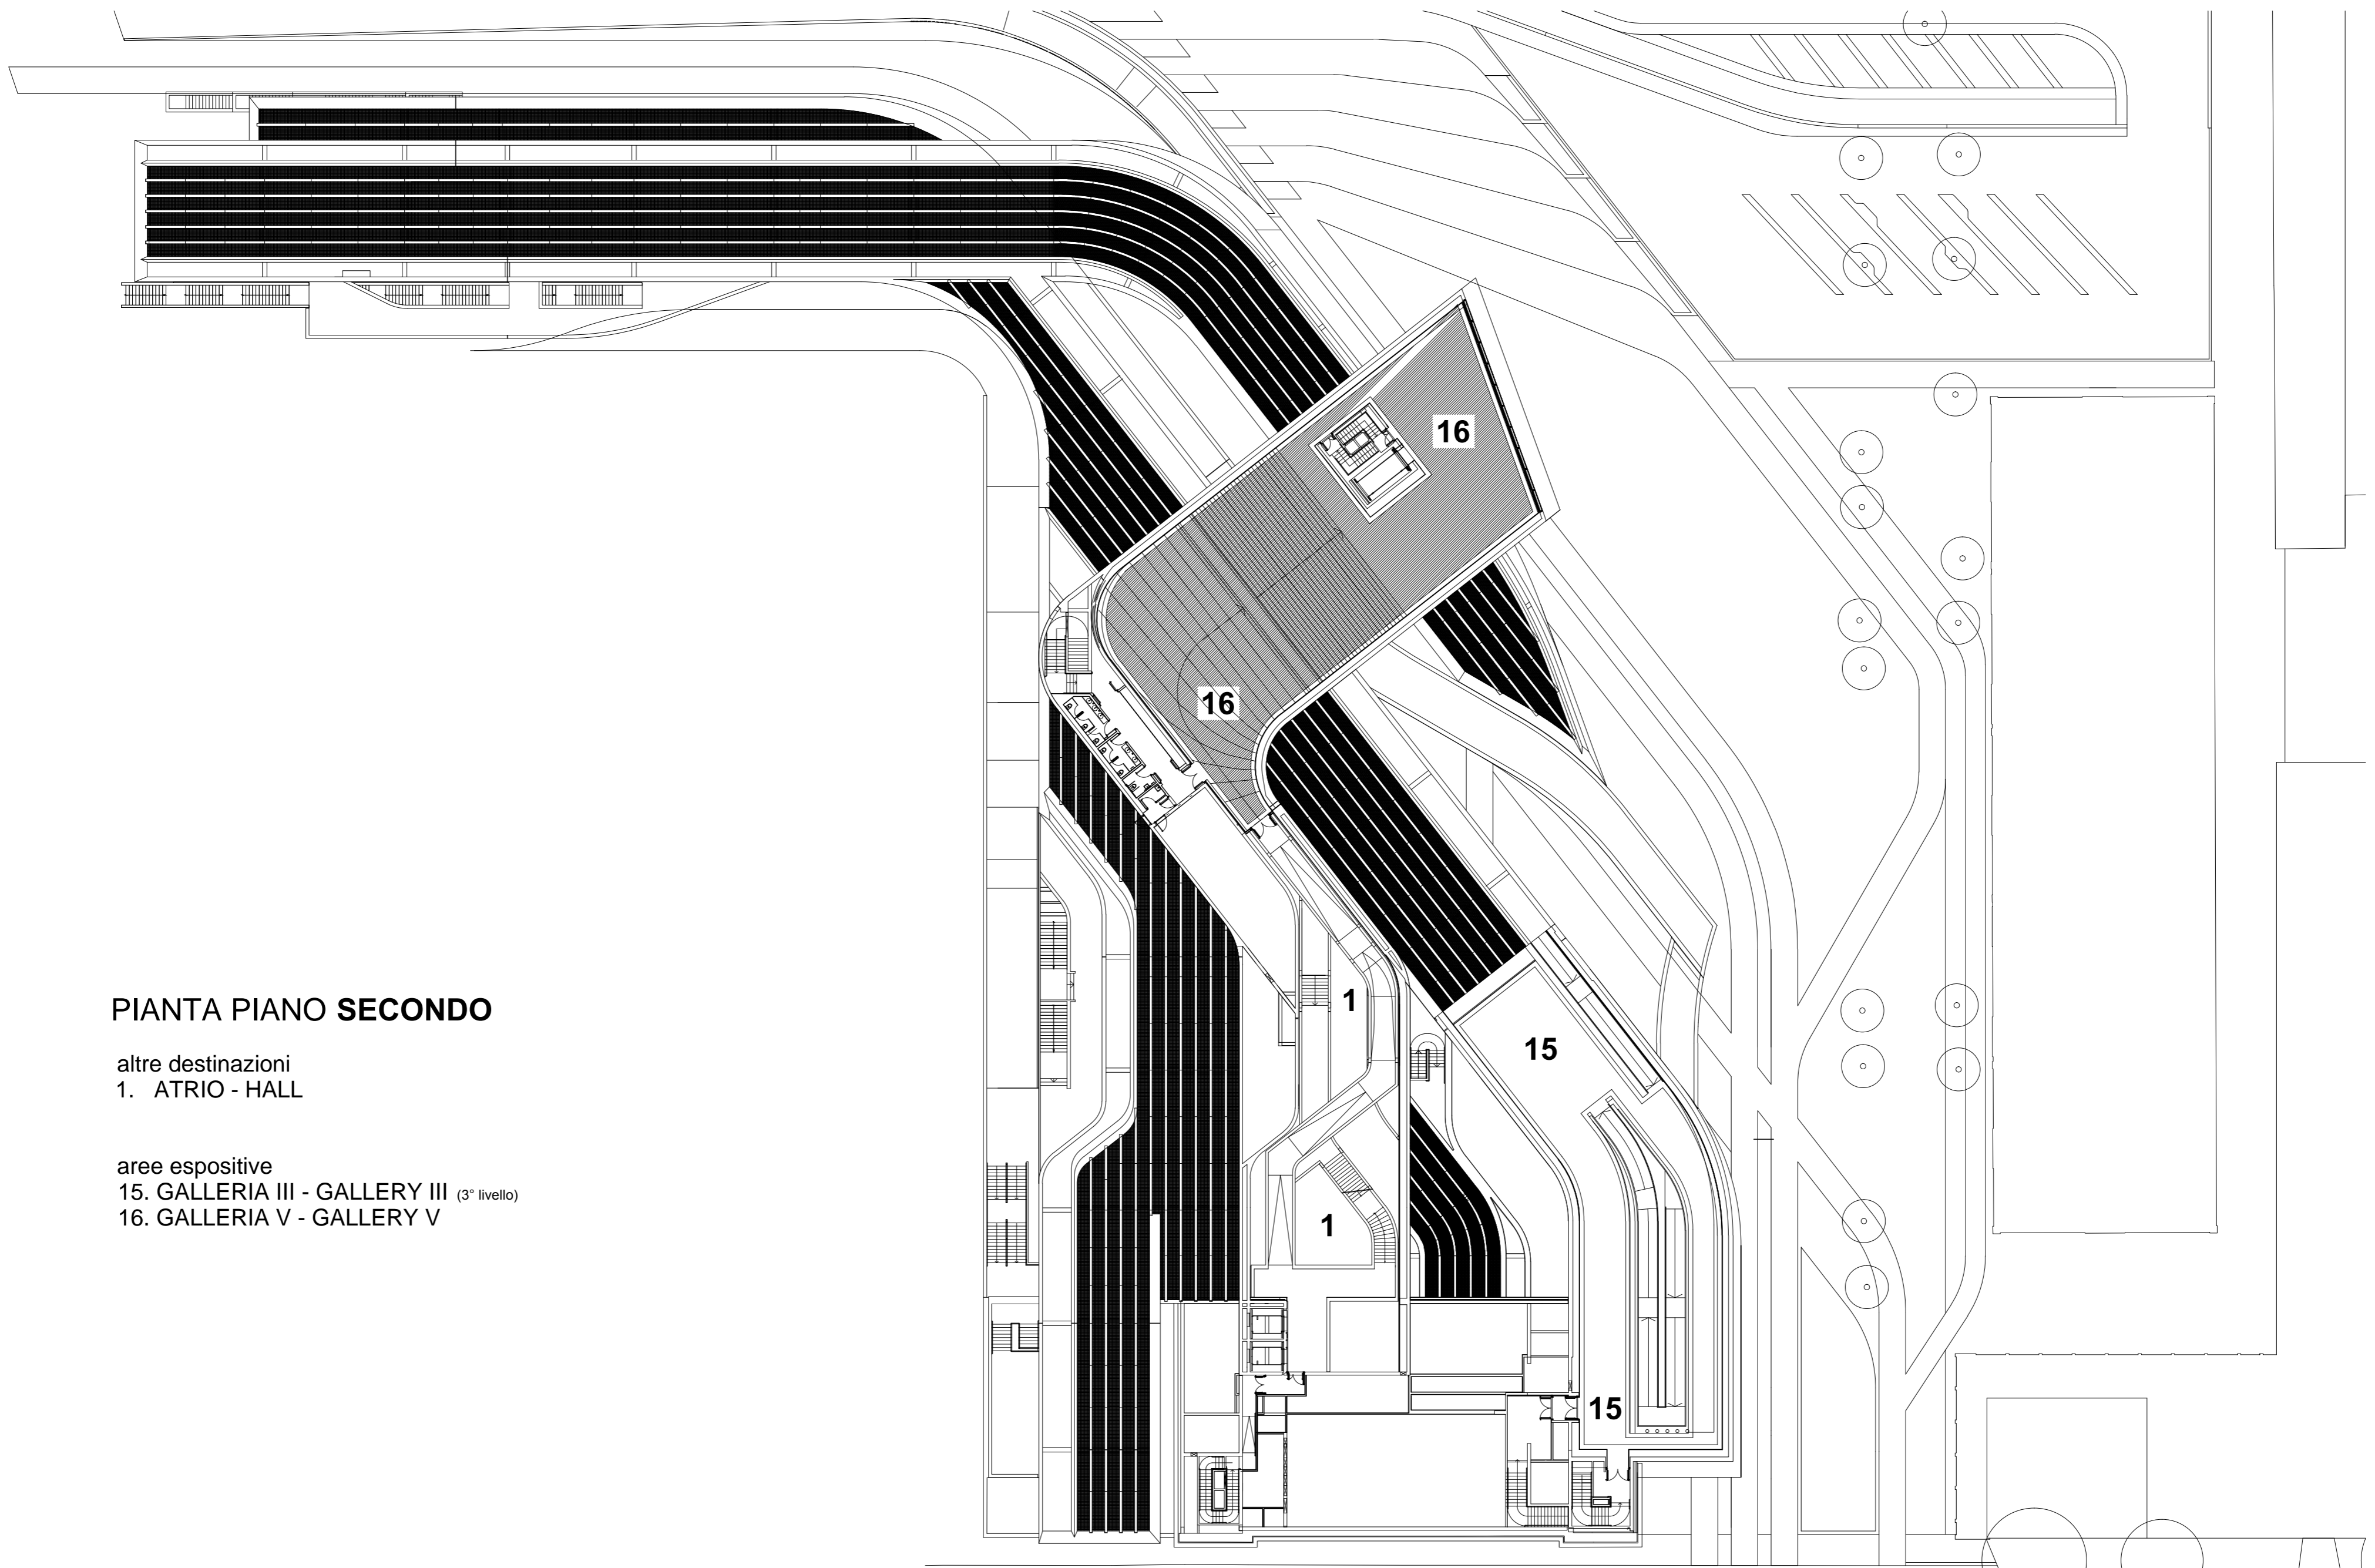 16
16
1
15
1
15
PIANTA PIANO SECONDO
altre destinazioni
1. ATRIO - HALL
aree espositive
15. GALLERIA III - GALLERY III (3° livello)
16. GALLERIA V - GALLERY V